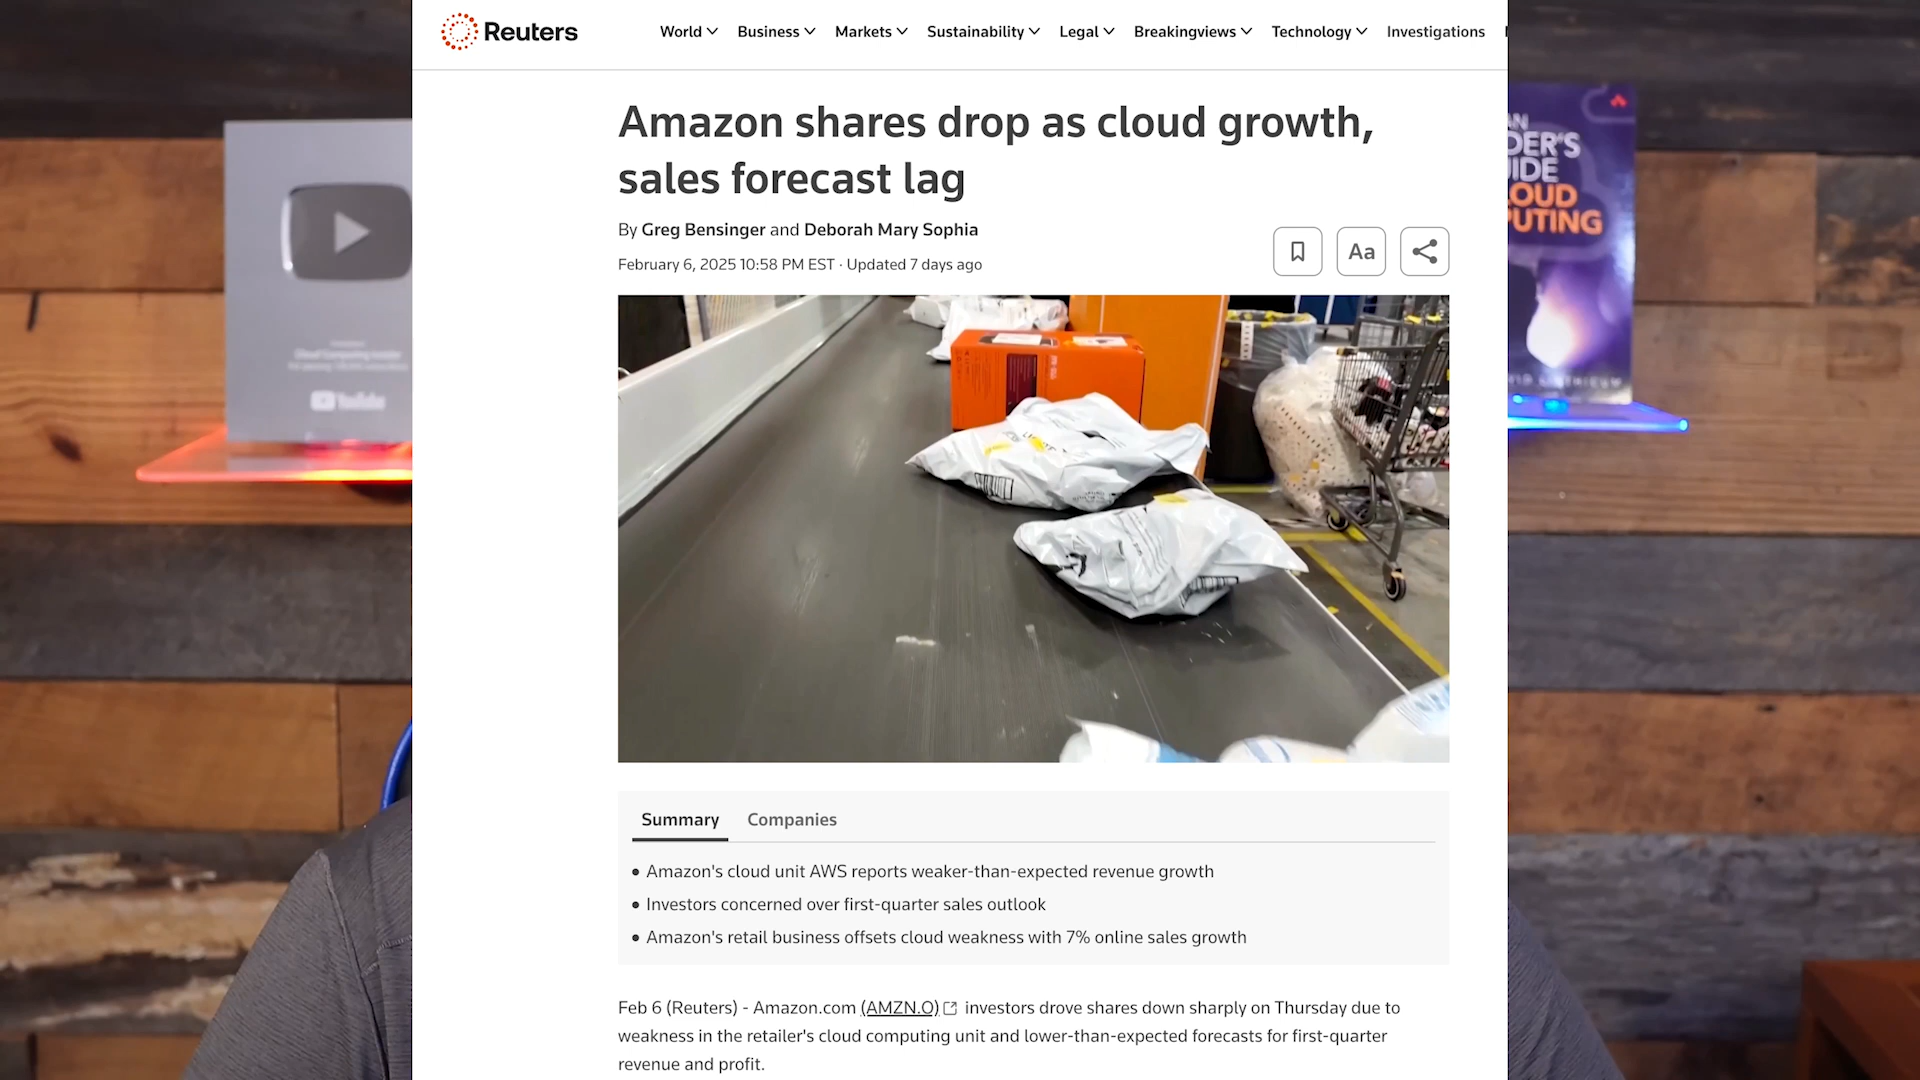 Reuters
World Business Markets Sustainability Legal Breakingviews Technology Investigations
Amazon shares drop as cloud growth,
sales forecast lag
By Greg Bensinger and Deborah Mary Sophia
February 6, 2025 10:58 PM EST · Updated 7 days ago
Aa
Summary Companies
• Amazon's cloud unit AWS reports weaker-than-expected revenue growth
• Investors concerned over first-quarter sales outlook
• Amazon's retail business offsets cloud weakness with 7% online sales growth
Feb 6 (Reuters) - Amazon.com (AMZN.O) investors drove shares down sharply on Thursday due to
weakness in the retailer's cloud computing unit and lower-than-expected forecasts for first-quarter
revenue and profit.
YouTube
AN
DER'S
IDE
OUD
PUTING